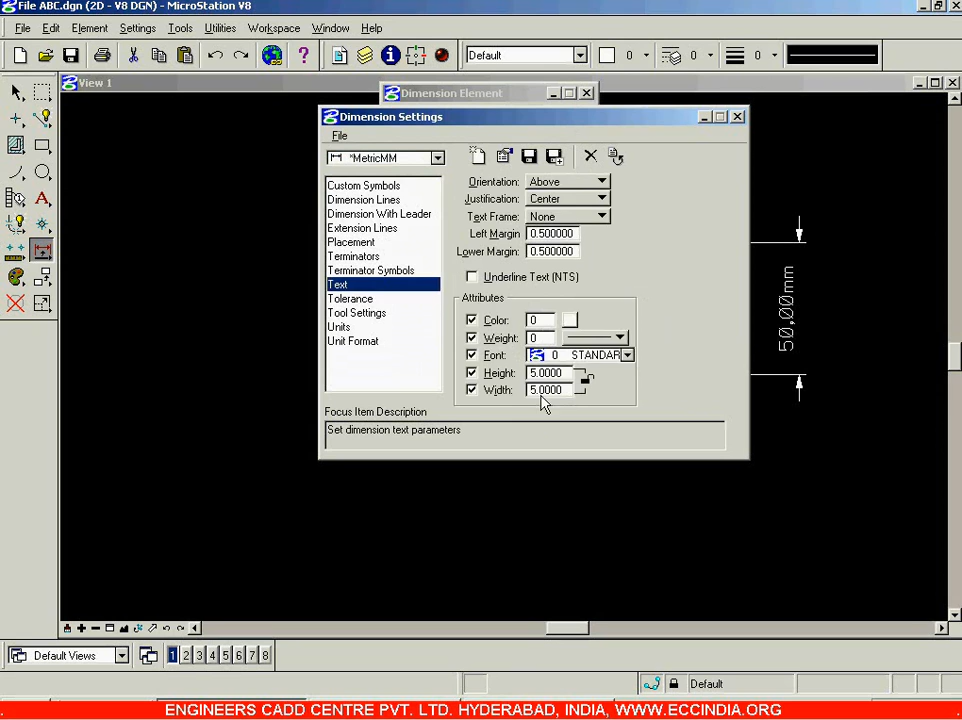 File ABC.dgn (2D - V8 DGN) - MicroStation V8
File Edit Element Settings Tools Utilities Workspace Window Help
Default 0 0 0
View 1
Dimension Element
Dimension Settings
File
*MetricMM
Custom Symbols
Dimension Lines
Dimension With Leader
Extension Lines
Placement
Terminators
Terminator Symbols
Text
Tolerance
Tool Settings
Units
Unit Format
Orientation: Above
Justification: Center
Text Frame: None
Left Margin 0.500000
Lower Margin: 0.500000
Underline Text (NTS)
Attributes
Color: 0
Weight: 0
Font: 0 STANDAR
Height: 5.0000
Width: 5.0000
Focus Item Description
Set dimension text parameters
50,00mm
Default Views 1 2 3 4 5 6 7 8
Default
ENGINEERS CADD CENTRE PVT. LTD. HYDERABAD, INDIA, WWW.ECCINDIA.ORG